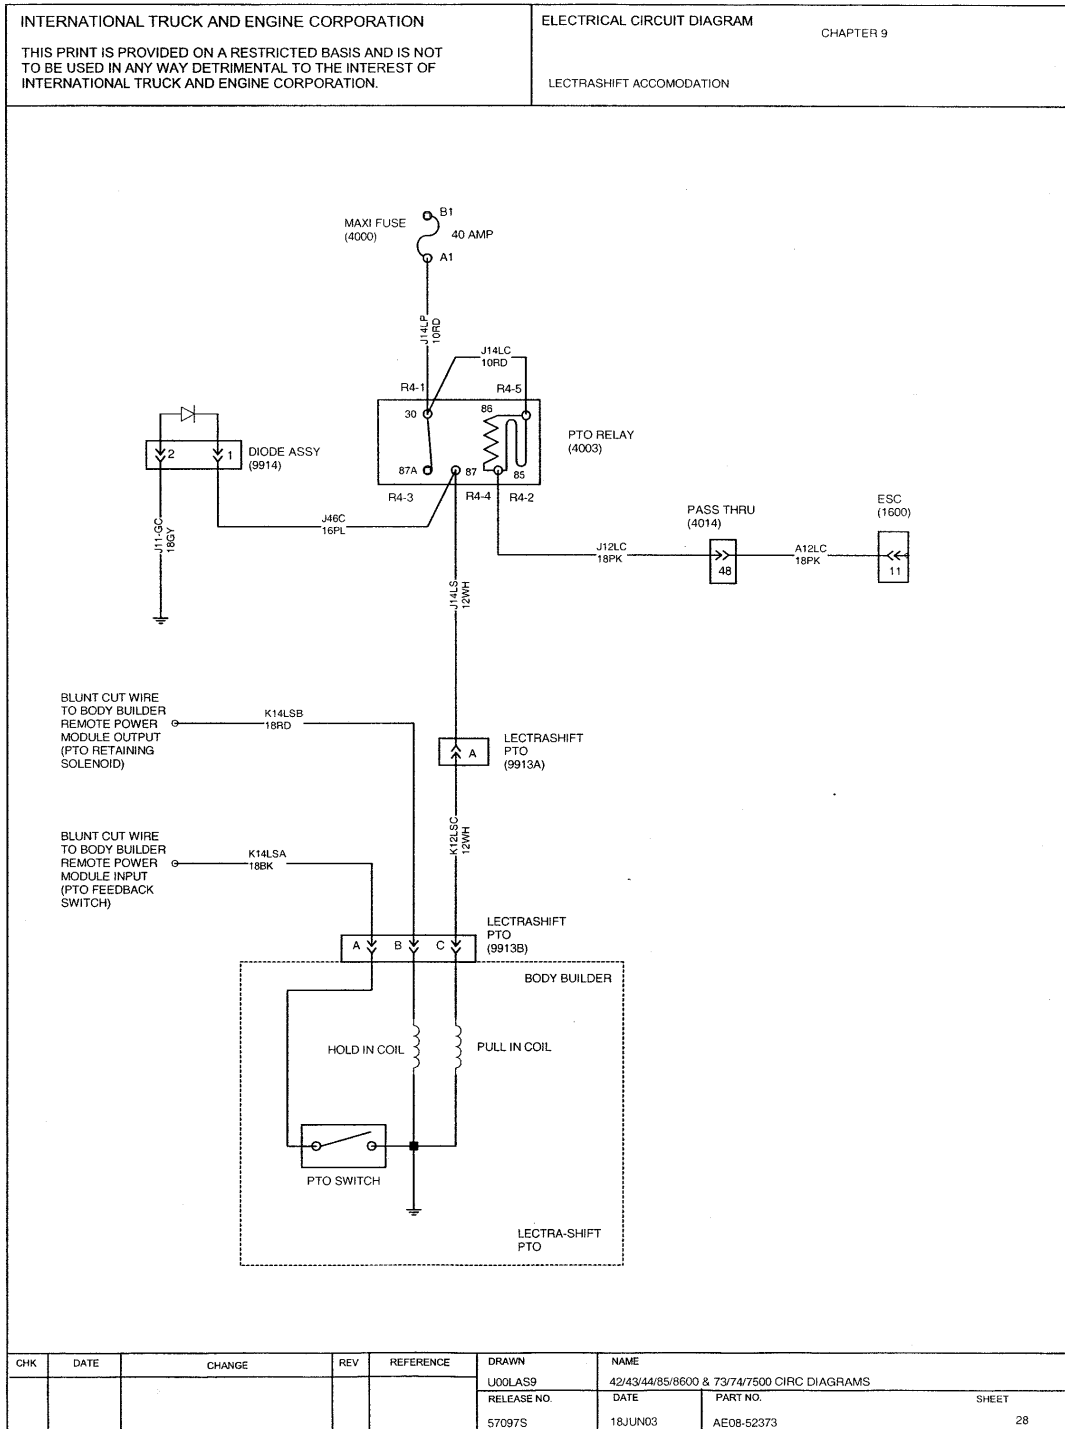 INTERNATIONAL TRUCK AND ENGINE CORPORATION
THIS PRINT IS PROVIDED ON A RESTRICTED BASIS AND IS NOT
TO BE USED IN ANY WAY DETRIMENTAL TO THE INTEREST OF
INTERNATIONAL TRUCK AND ENGINE CORPORATION.
ELECTRICAL CIRCUIT DIAGRAM
CHAPTER 9
LECTRASHIFT ACCOMODATION
MAXI FUSE
(4000)
B1
40 AMP
A1
J14LP
10RD
J14LC
10RD
R4-1
R4-5
30
86
87A
87
85
R4-3
R4-4
R4-2
PTO RELAY
(4003)
2
1
DIODE ASSY
(9914)
J46C
16PL
J11-GC
18GY
J14LS
12WH
J12LC
18PK
PASS THRU
(4014)
48
A12LC
18PK
ESC
(1600)
11
BLUNT CUT WIRE
TO BODY BUILDER
REMOTE POWER
MODULE OUTPUT
(PTO RETAINING
SOLENOID)
K14LSB
18RD
A
LECTRASHIFT
PTO
(9913A)
K12LSC
12WH
BLUNT CUT WIRE
TO BODY BUILDER
REMOTE POWER
MODULE INPUT
(PTO FEEDBACK
SWITCH)
K14LSA
18BK
A
B
C
LECTRASHIFT
PTO
(9913B)
BODY BUILDER
HOLD IN COIL
PULL IN COIL
PTO SWITCH
LECTRA-SHIFT
PTO
CHK
DATE
CHANGE
REV
REFERENCE
DRAWN
U00LAS9
NAME
42/43/44/85/8600 & 73/74/7500 CIRC DIAGRAMS
RELEASE NO.
57097S
DATE
18JUN03
PART NO.
AE08-52373
SHEET
28